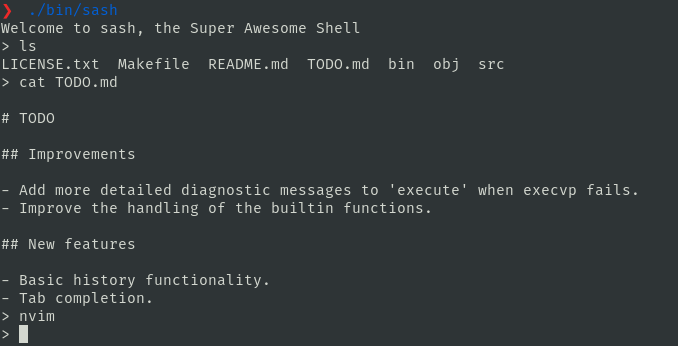 ❯ ./bin/sash
Welcome to sash, the Super Awesome Shell
> ls
LICENSE.txt  Makefile  README.md  TODO.md  bin  obj  src
> cat TODO.md
# TODO
## Improvements
- Add more detailed diagnostic messages to 'execute' when execvp fails.
- Improve the handling of the builtin functions.
## New features
- Basic history functionality.
- Tab completion.
> nvim
>